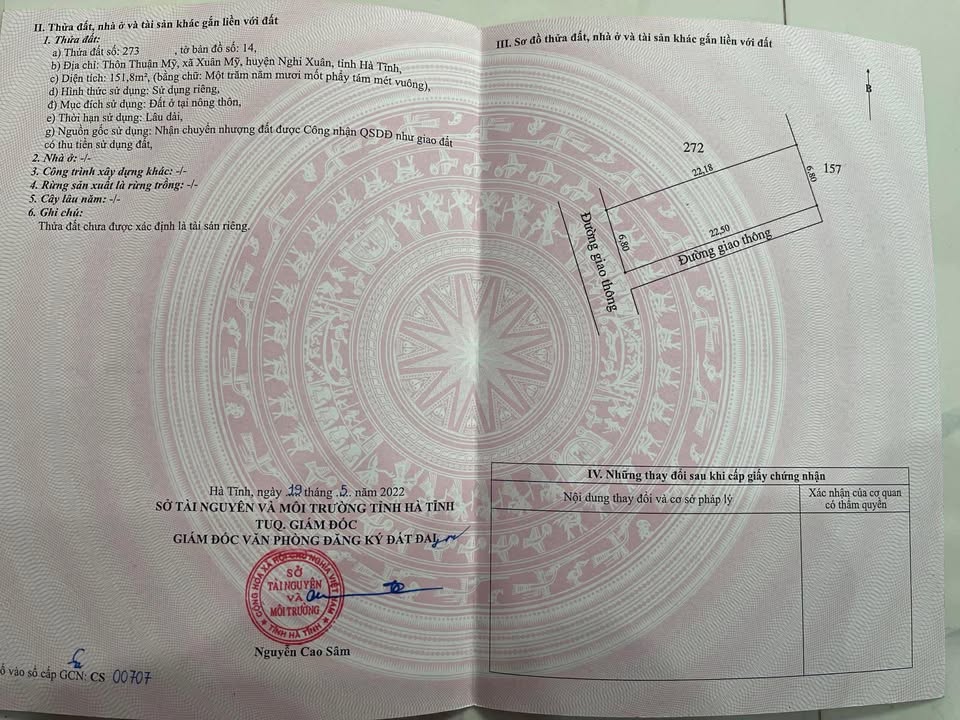 II. Thửa đất, nhà ở và tài sản khác gắn liền với đất
1. Thửa đất:
a) Thửa đất số: 273 , tờ bản đồ số: 14,
b) Địa chỉ: Thôn Thuận Mỹ, xã Xuân Mỹ, huyện Nghi Xuân, tỉnh Hà Tĩnh,
c) Diện tích: 151,8m², (bằng chữ: Một trăm năm mươi mốt phẩy tám mét vuông),
d) Hình thức sử dụng: Sử dụng riêng,
đ) Mục đích sử dụng: Đất ở tại nông thôn,
e) Thời hạn sử dụng: Lâu dài,
g) Nguồn gốc sử dụng: Nhận chuyển nhượng đất được Công nhận QSDĐ như giao đất
có thu tiền sử dụng đất,
2. Nhà ở: -/-
3. Công trình xây dựng khác: -/-
4. Rừng sản xuất là rừng trồng: -/-
5. Cây lâu năm: -/-
6. Ghi chú:
Thửa đất chưa được xác định là tài sản riêng.
Hà Tĩnh, ngày 19 tháng .5. năm 2022
SỞ TÀI NGUYÊN VÀ MÔI TRƯỜNG TỈNH HÀ TĨNH
TUQ. GIÁM ĐỐC
GIÁM ĐỐC VĂN PHÒNG ĐĂNG KÝ ĐẤT ĐAI
CỘNG HÒA XÃ HỘI CHỦ NGHĨA VIỆT NAM
SỞ
TÀI NGUYÊN
VÀ
MÔI TRƯỜNG
★ TỈNH HÀ TĨNH ★
Nguyễn Cao Sâm
ố vào sổ cấp GCN: CS 00707
III. Sơ đồ thửa đất, nhà ở và tài sản khác gắn liền với đất
B
272
22,18
157
6,80
6,80
22,50
Đường giao thông
Đường giao thông
IV. Những thay đổi sau khi cấp giấy chứng nhận
Nội dung thay đổi và cơ sở pháp lý
Xác nhận của cơ quan
có thẩm quyền